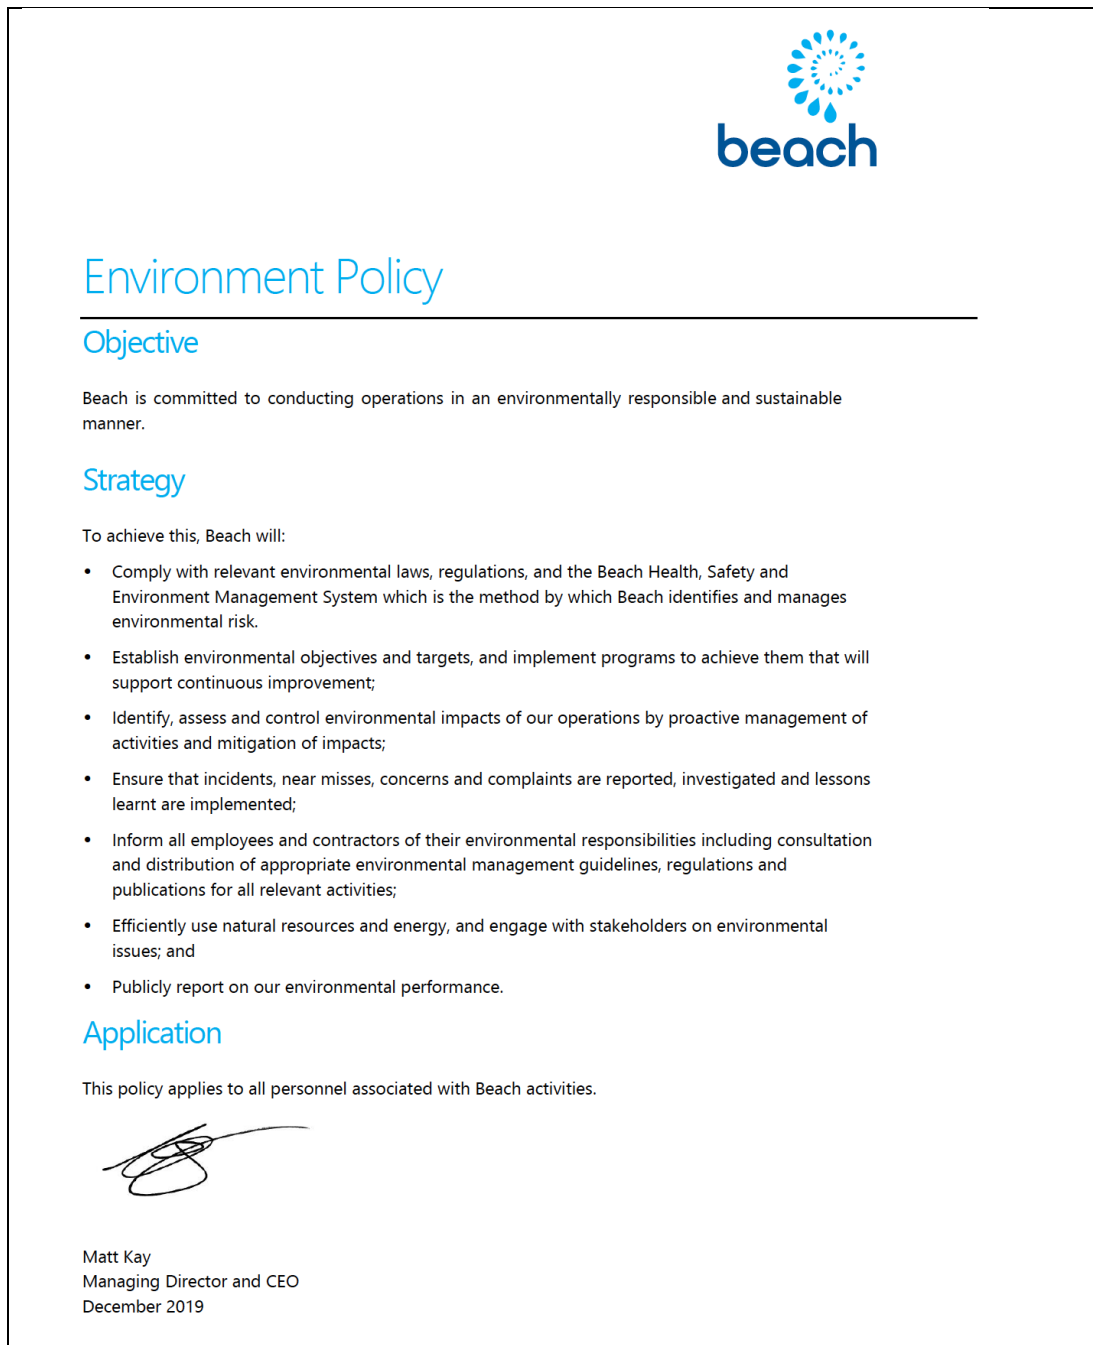 beach
Environment Policy
Objective
Beach is committed to conducting operations in an environmentally responsible and sustainable
manner.
Strategy
To achieve this, Beach will:
• Comply with relevant environmental laws, regulations, and the Beach Health, Safety and
Environment Management System which is the method by which Beach identifies and manages
environmental risk.
• Establish environmental objectives and targets, and implement programs to achieve them that will
support continuous improvement;
• Identify, assess and control environmental impacts of our operations by proactive management of
activities and mitigation of impacts;
• Ensure that incidents, near misses, concerns and complaints are reported, investigated and lessons
learnt are implemented;
• Inform all employees and contractors of their environmental responsibilities including consultation
and distribution of appropriate environmental management guidelines, regulations and
publications for all relevant activities;
• Efficiently use natural resources and energy, and engage with stakeholders on environmental
issues; and
• Publicly report on our environmental performance.
Application
This policy applies to all personnel associated with Beach activities.
Matt Kay
Managing Director and CEO
December 2019